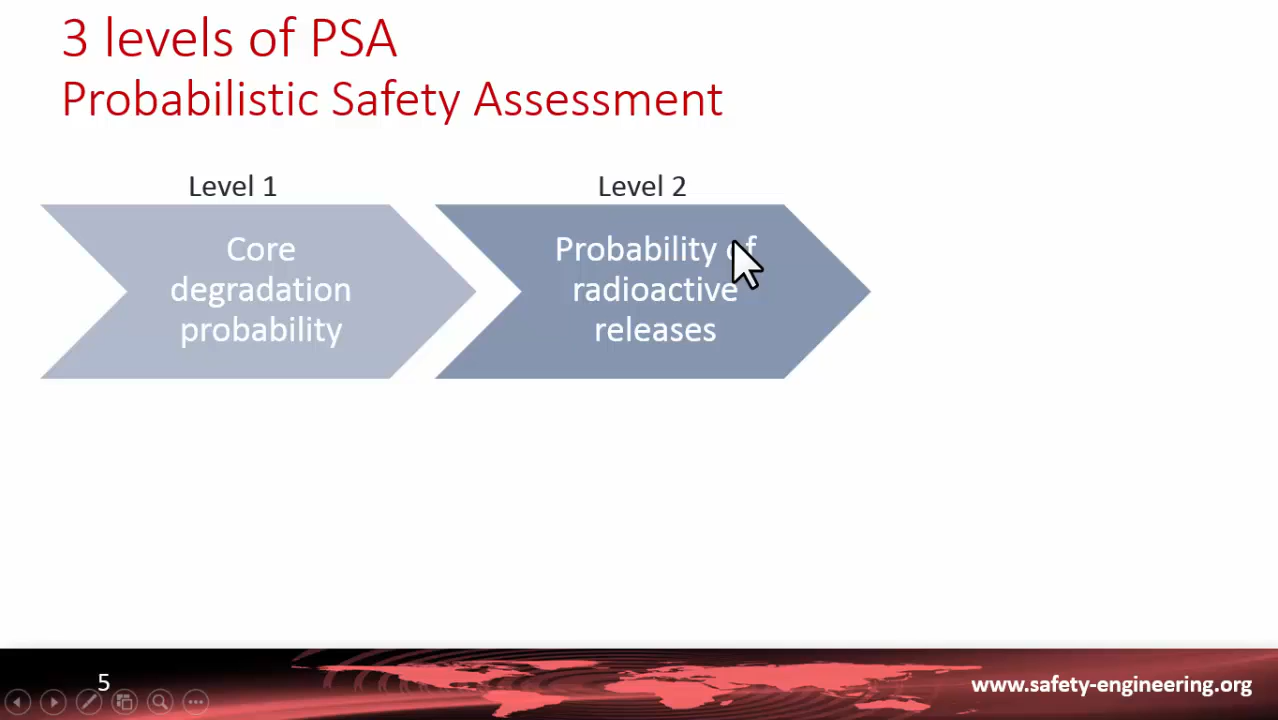 3 levels of PSA
Probabilistic Safety Assessment
Level 1
Core
degradation
probability
Level 2
Probability of
radioactive
releases
5
www.safety-engineering.org